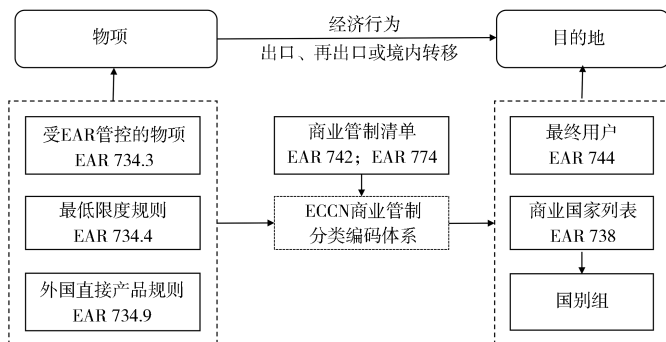 物项
经济行为
出口、再出口或境内转移
目的地
受EAR管控的物项
EAR 734.3
最低限度规则
EAR 734.4
外国直接产品规则
EAR 734.9
商业管制清单
EAR 742；EAR 774
ECCN商业管制
分类编码体系
最终用户
EAR 744
商业国家列表
EAR 738
国别组